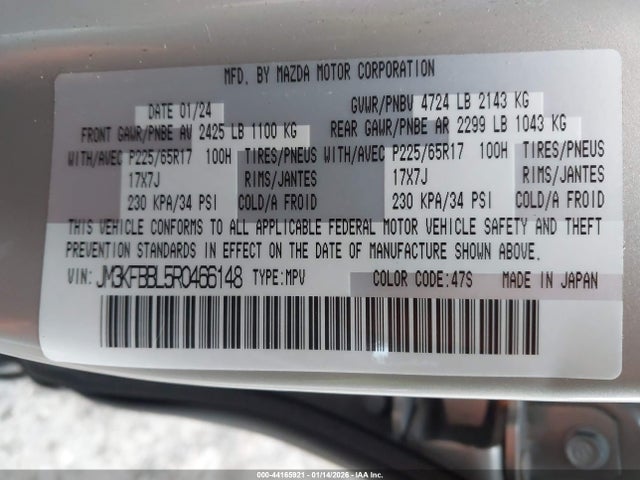 MFD. BY MAZDA MOTOR CORPORATION
DATE 01/24 GVWR/PNBV 4724 LB 2143 KG
FRONT GAWR/PNBE AV 2425 LB 1100 KG REAR GAWR/PNBE AR 2299 LB 1043 KG
WITH/AVEC P225/65R17 100H TIRES/PNEUS WITH/AVEC P225/65R17 100H TIRES/PNEUS
17X7J RIMS/JANTES 17X7J RIMS/JANTES
230 KPA/34 PSI COLD/A FROID 230 KPA/34 PSI COLD/A FROID
THIS VEHICLE CONFORMS TO ALL APPLICABLE FEDERAL MOTOR VEHICLE SAFETY AND THEFT
PREVENTION STANDARDS IN EFFECT ON THE DATE OF MANUFACTURE SHOWN ABOVE.
VIN: JM3KFBBL5R0466148 TYPE:MPV COLOR CODE:47S MADE IN JAPAN
000-44165921 - 01/14/2026 - IAA Inc.